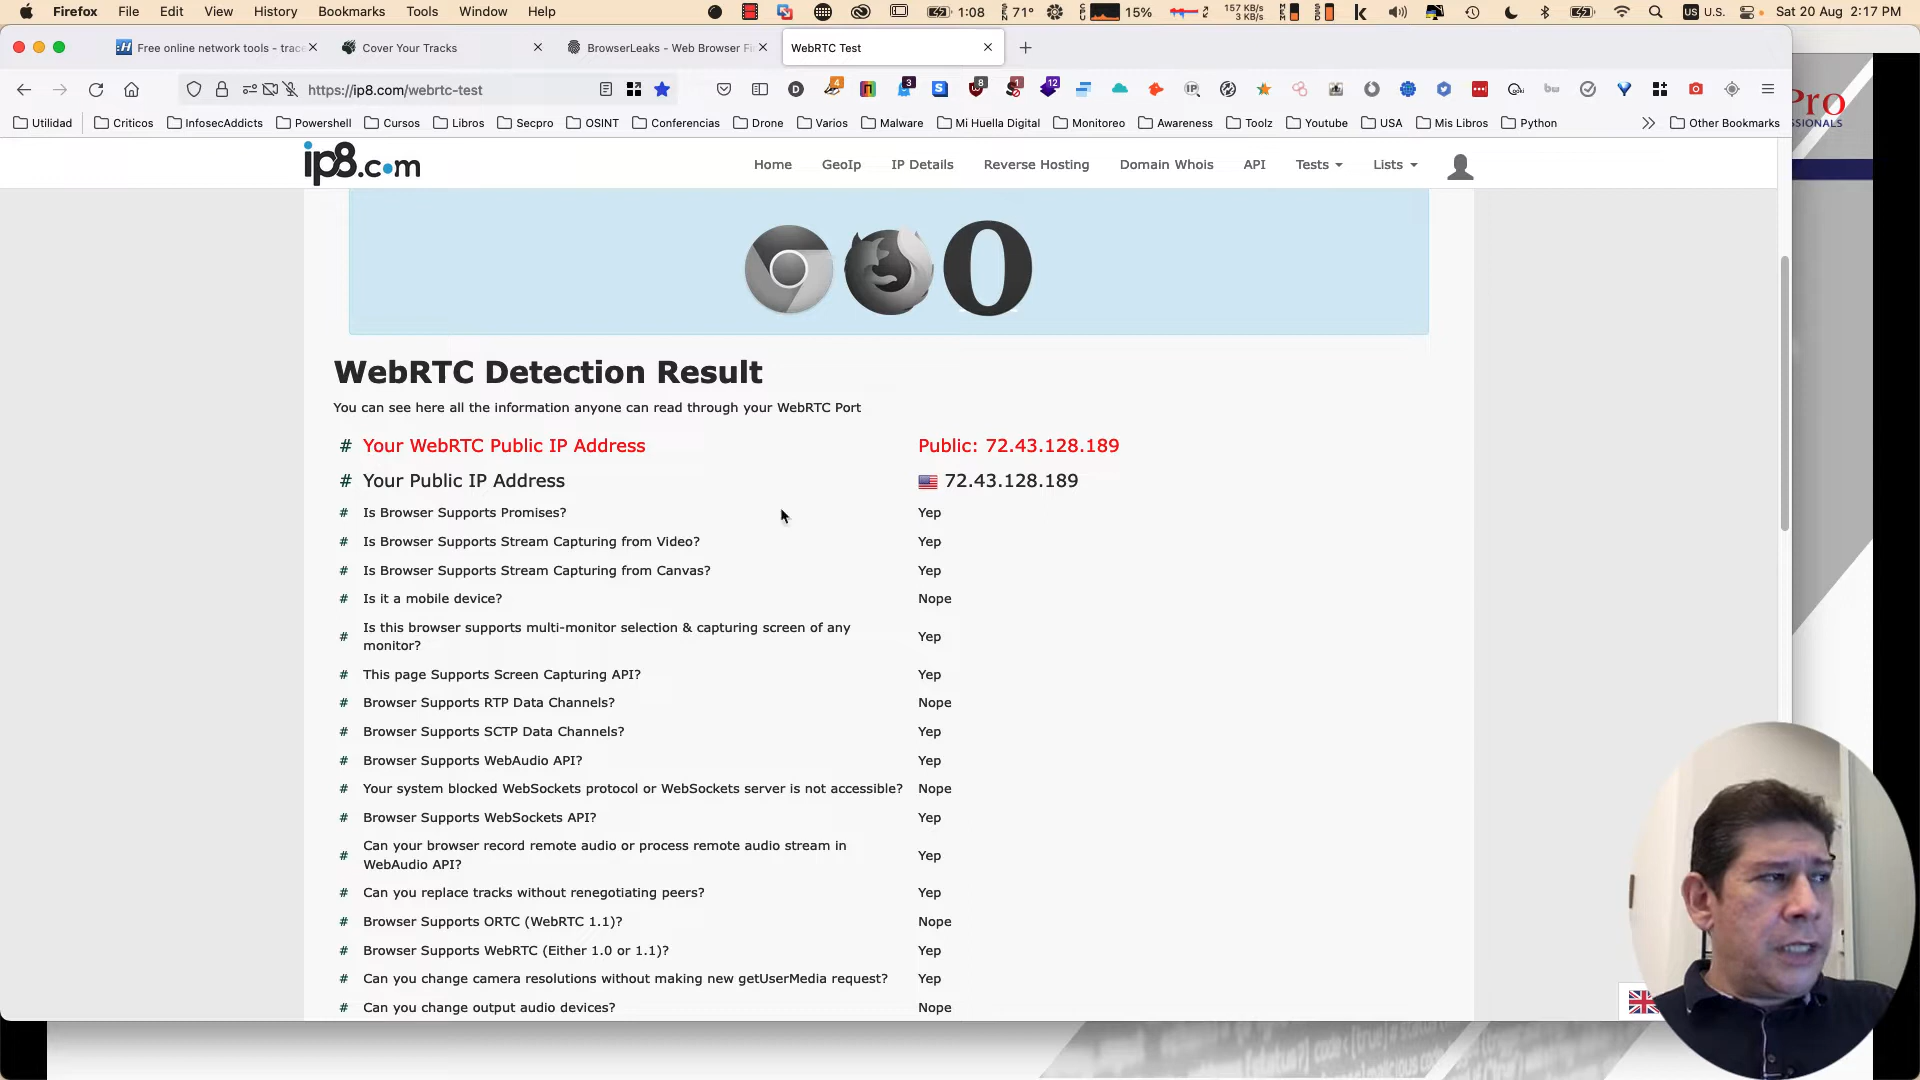 Firefox File Edit View History Bookmarks Tools Window Help 1:08 71° 15% 157 KB/s 3 KB/s U.S. Sat 20 Aug 2:17 PM
Free online network tools - trace
Cover Your Tracks
BrowserLeaks - Web Browser Fi
WebRTC Test
https://ip8.com/webrtc-test
Utilidad Criticos InfosecAddicts Powershell Cursos Libros Secpro OSINT Conferencias Drone Varios Malware Mi Huella Digital Monitoreo Awareness Toolz Youtube USA Mis Libros Python Other Bookmarks
Pro
SSIONALS
ip8.com
Home GeoIp IP Details Reverse Hosting Domain Whois API Tests Lists
WebRTC Detection Result
You can see here all the information anyone can read through your WebRTC Port
# Your WebRTC Public IP Address Public: 72.43.128.189
# Your Public IP Address 72.43.128.189
# Is Browser Supports Promises? Yep
# Is Browser Supports Stream Capturing from Video? Yep
# Is Browser Supports Stream Capturing from Canvas? Yep
# Is it a mobile device? Nope
# Is this browser supports multi-monitor selection & capturing screen of any
monitor? Yep
# This page Supports Screen Capturing API? Yep
# Browser Supports RTP Data Channels? Nope
# Browser Supports SCTP Data Channels? Yep
# Browser Supports WebAudio API? Yep
# Your system blocked WebSockets protocol or WebSockets server is not accessible? Nope
# Browser Supports WebSockets API? Yep
# Can your browser record remote audio or process remote audio stream in
WebAudio API? Yep
# Can you replace tracks without renegotiating peers? Yep
# Browser Supports ORTC (WebRTC 1.1)? Nope
# Browser Supports WebRTC (Either 1.0 or 1.1)? Yep
# Can you change camera resolutions without making new getUserMedia request? Yep
# Can you change output audio devices? Nope